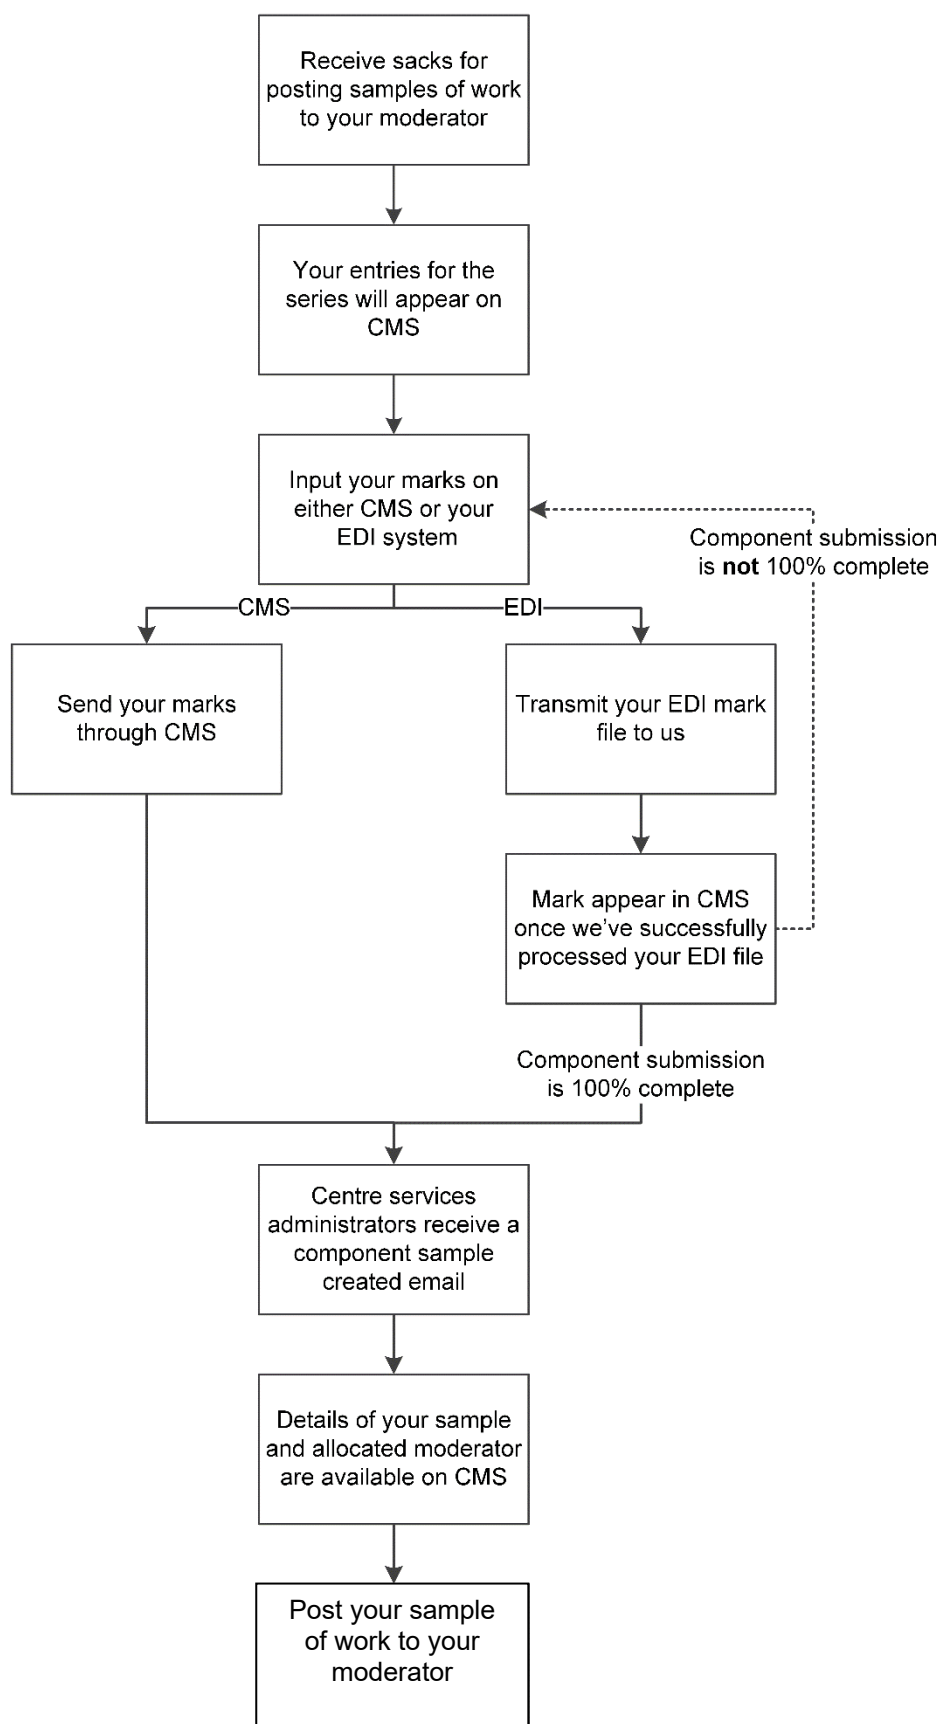 Receive sacks for
posting samples of work
to your moderator
Your entries for the
series will appear on
CMS
Input your marks on
either CMS or your
EDI system
Component submission
is not 100% complete
CMS
EDI
Send your marks
through CMS
Transmit your EDI mark
file to us
Mark appear in CMS
once we've successfully
processed your EDI file
Component submission
is 100% complete
Centre services
administrators receive a
component sample
created email
Details of your sample
and allocated moderator
are available on CMS
Post your sample
of work to your
moderator